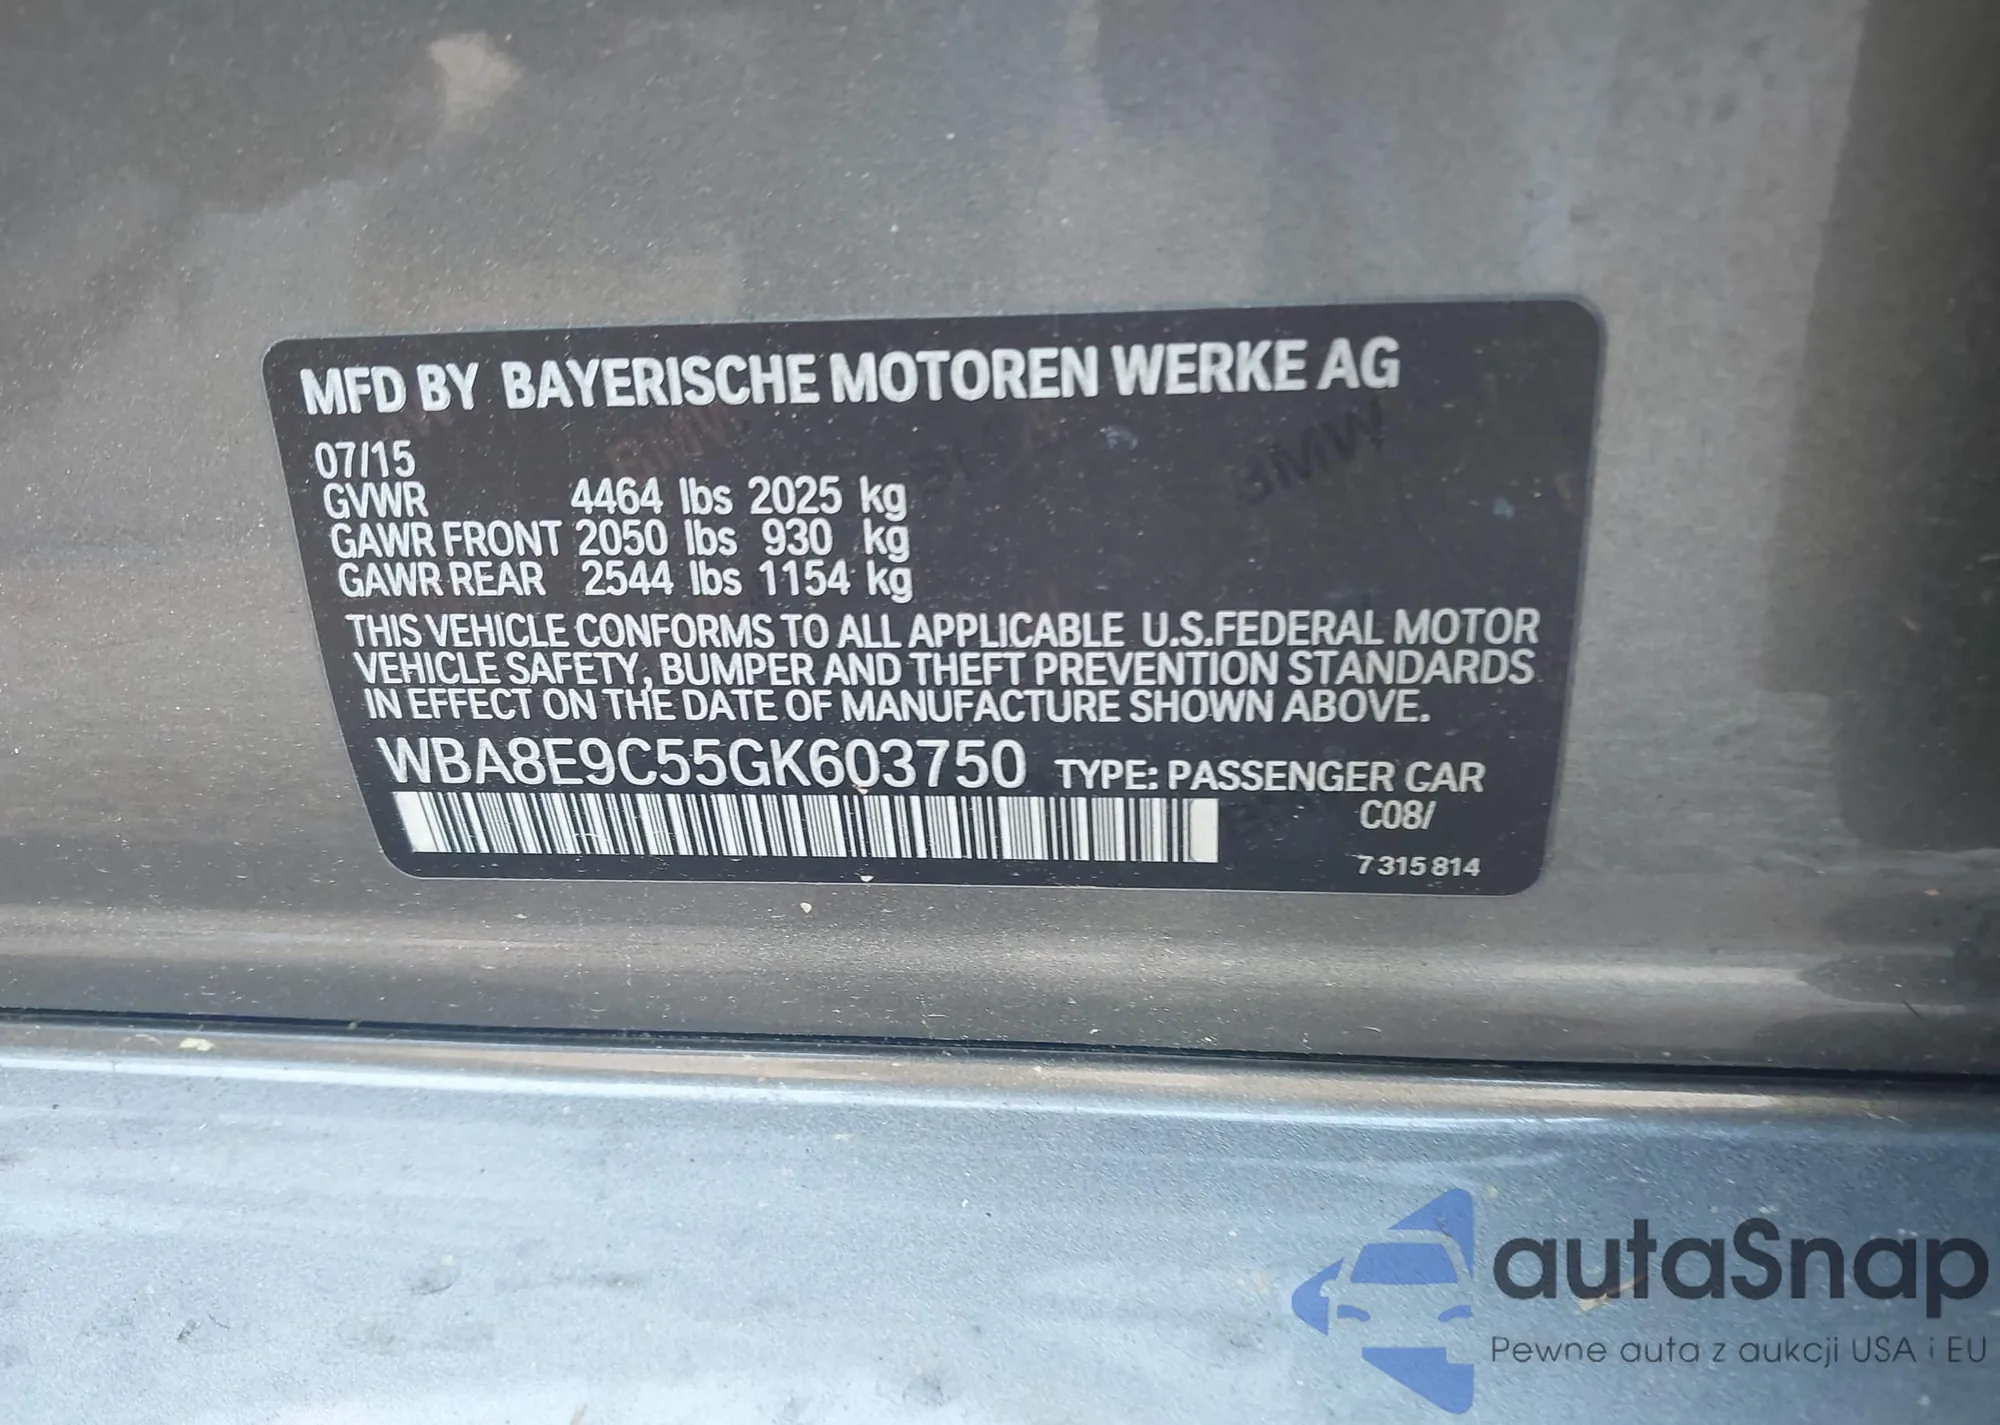 MFD BY BAYERISCHE MOTOREN WERKE AG
07/15
GVWR 4464 lbs 2025 kg
GAWR FRONT 2050 lbs 930 kg
GAWR REAR 2544 lbs 1154 kg
THIS VEHICLE CONFORMS TO ALL APPLICABLE U.S.FEDERAL MOTOR
VEHICLE SAFETY, BUMPER AND THEFT PREVENTION STANDARDS
IN EFFECT ON THE DATE OF MANUFACTURE SHOWN ABOVE.
WBA8E9C55GK603750 TYPE: PASSENGER CAR
C08/
7 315 814
autaSnap
Pewne auta z aukcji USA i EU